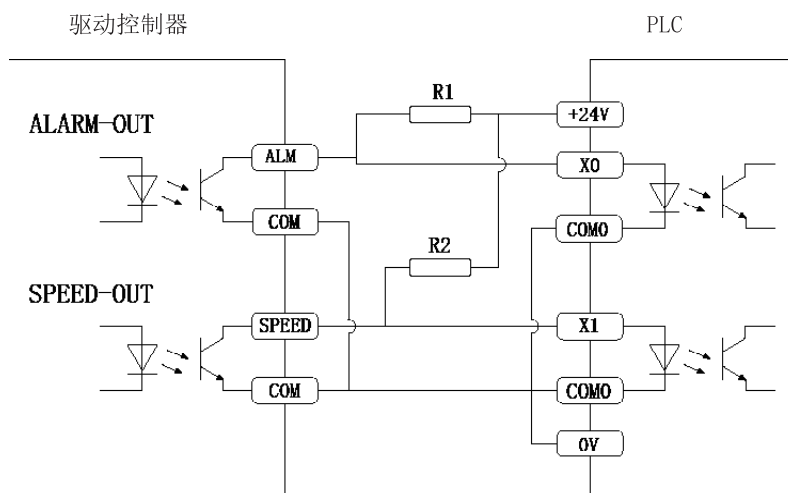 驱动控制器
PLC
R1
+24V
ALARM-OUT
ALM
X0
COM
COM0
R2
SPEED-OUT
SPEED
X1
COM
COM0
0V